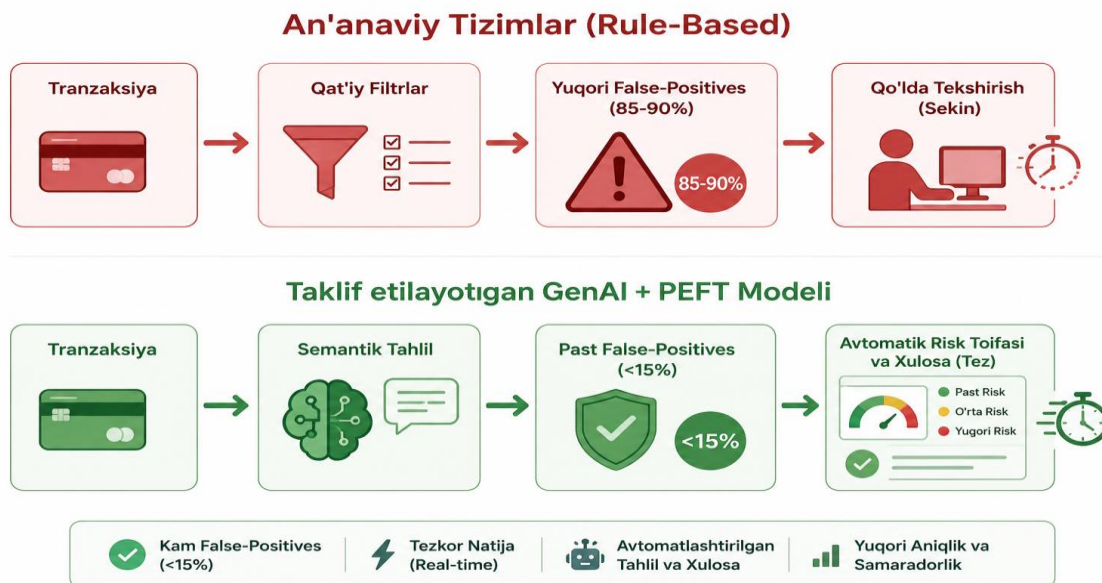 An'anaviy Tizimlar (Rule-Based)
Tranzaksiya
Qat'iy Filtrlar
Yuqori False-Positives
(85-90%)
85-90%
Qo'lda Tekshirish
(Sekin)
Taklif etilayotıgan GenAI + PEFT Modeli
Tranzaksiya
Semantik Tahlil
Past False-Positives
(<15%)
<15%
Avtomatik Risk Toifasi
va Xulosa (Tez)
Past Risk
O'rta Risk
Yugori Risk
Kam False-Positives
(<15%)
Tezkor Natija
(Real-time)
Avtomatlashtirilgan
Tahlil va Xulosa
Yuqori Aniqlik va
Samaradorlik